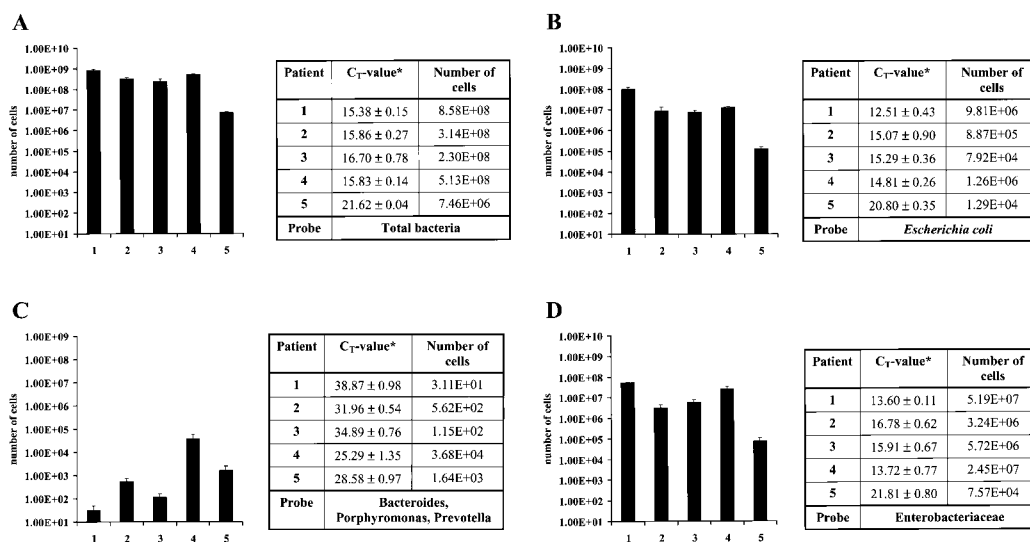 A
number of cells
1.00E+10
1.00E+09
1.00E+08
1.00E+07
1.00E+06
1.00E+05
1.00E+04
1.00E+03
1.00E+02
1.00E+01
1 2 3 4 5
Patient CT-value* Number of cells
1 15.38 ± 0.15 8.58E+08
2 15.86 ± 0.27 3.14E+08
3 16.70 ± 0.78 2.30E+08
4 15.83 ± 0.14 5.13E+08
5 21.62 ± 0.04 7.46E+06
Probe Total bacteria
B
number of cells
1.00E+10
1.00E+09
1.00E+08
1.00E+07
1.00E+06
1.00E+05
1.00E+04
1.00E+03
1.00E+02
1.00E+01
1 2 3 4 5
Patient CT-value* Number of cells
1 12.51 ± 0.43 9.81E+06
2 15.07 ± 0.90 8.87E+05
3 15.29 ± 0.36 7.92E+04
4 14.81 ± 0.26 1.26E+06
5 20.80 ± 0.35 1.29E+04
Probe Escherichia coli
C
number of cells
1.00E+09
1.00E+09
1.00E+08
1.00E+07
1.00E+06
1.00E+05
1.00E+04
1.00E+03
1.00E+02
1.00E+01
1 2 3 4 5
Patient CT-value* Number of cells
1 38.87 ± 0.98 3.11E+01
2 31.96 ± 0.54 5.62E+02
3 34.89 ± 0.76 1.15E+02
4 25.29 ± 1.35 3.68E+04
5 28.58 ± 0.97 1.64E+03
Probe Bacteroides,
Porphyromonas, Prevotella
D
number of cells
1.00E+10
1.00E+09
1.00E+08
1.00E+07
1.00E+06
1.00E+05
1.00E+04
1.00E+03
1.00E+02
1.00E+01
1 2 3 4 5
Patient CT-value* Number of cells
1 13.60 ± 0.11 5.19E+07
2 16.78 ± 0.62 3.24E+06
3 15.91 ± 0.67 5.72E+06
4 13.72 ± 0.77 2.45E+07
5 21.81 ± 0.80 7.57E+04
Probe Enterobacteriaceae